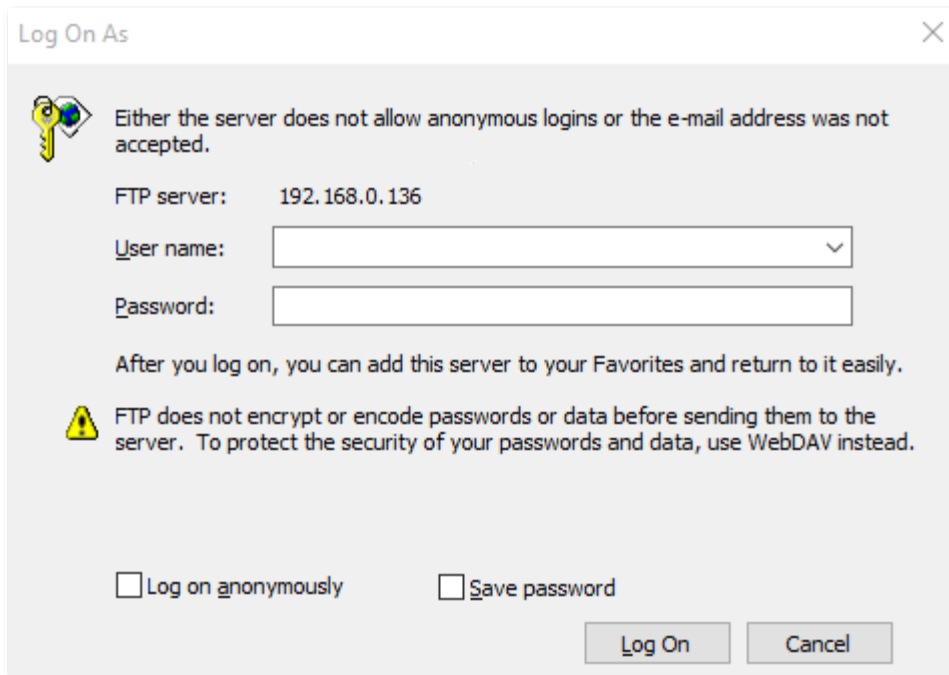 Log On As
Either the server does not allow anonymous logins or the e-mail address was not
accepted.
FTP server: 192.168.0.136
User name:
Password:
After you log on, you can add this server to your Favorites and return to it easily.
FTP does not encrypt or encode passwords or data before sending them to the
server.  To protect the security of your passwords and data, use WebDAV instead.
Log on anonymously Save password
Log On Cancel